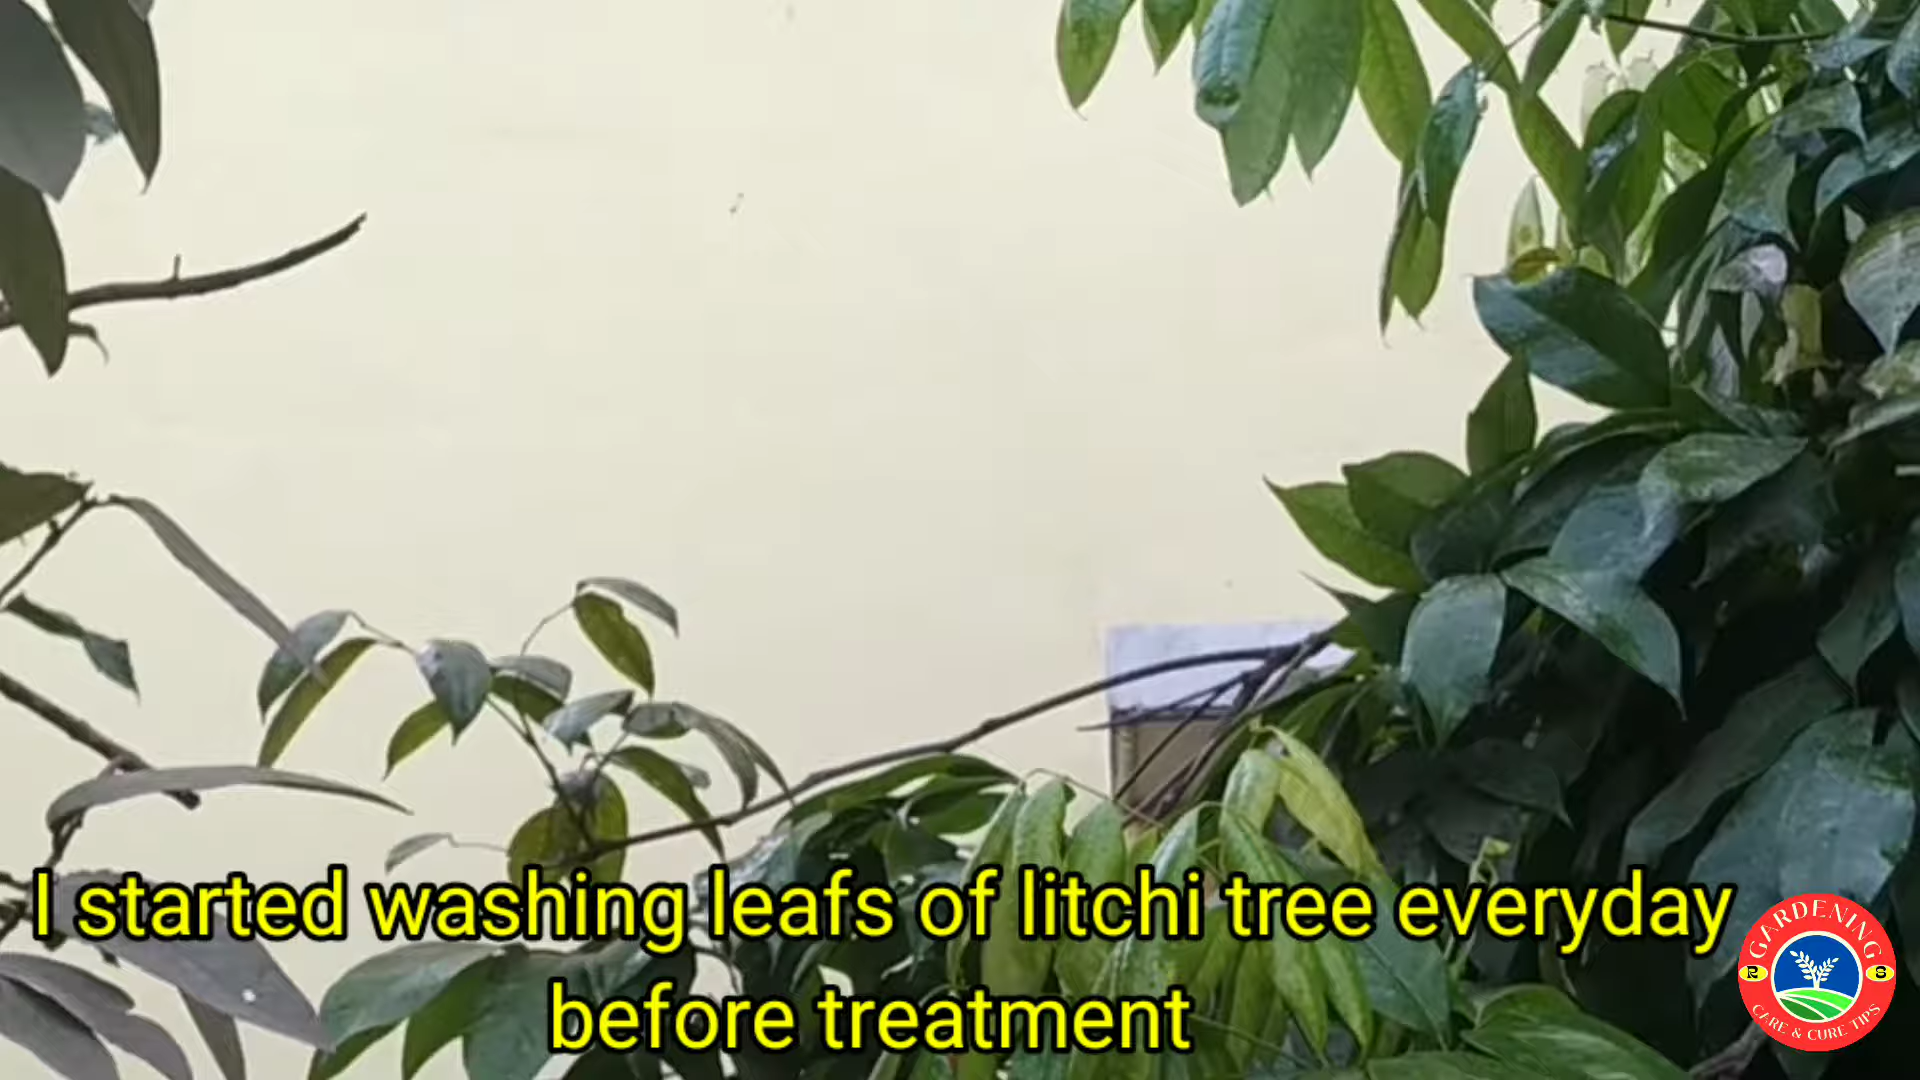 I started washing leafs of litchi tree everyday
before treatment
GARDENING
R S
CARE & CURE TIPS